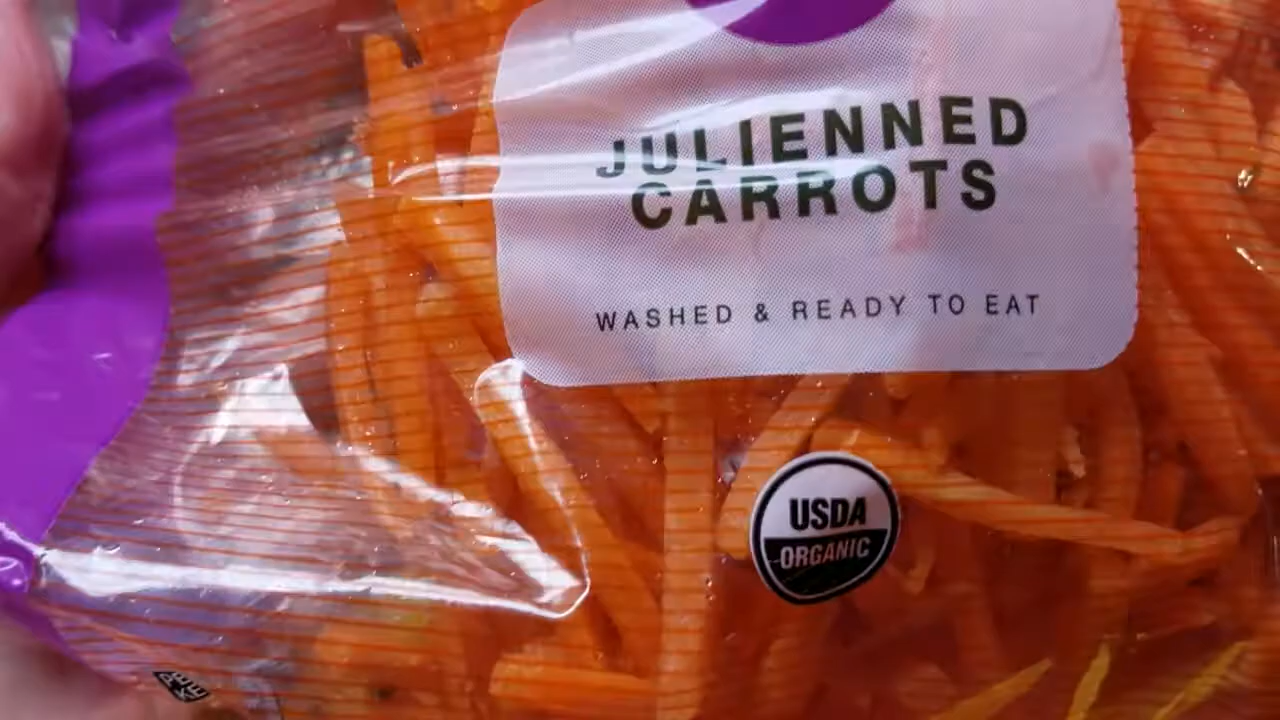 JULIENNED
CARROTS
WASHED & READY TO EAT
USDA
ORGANIC